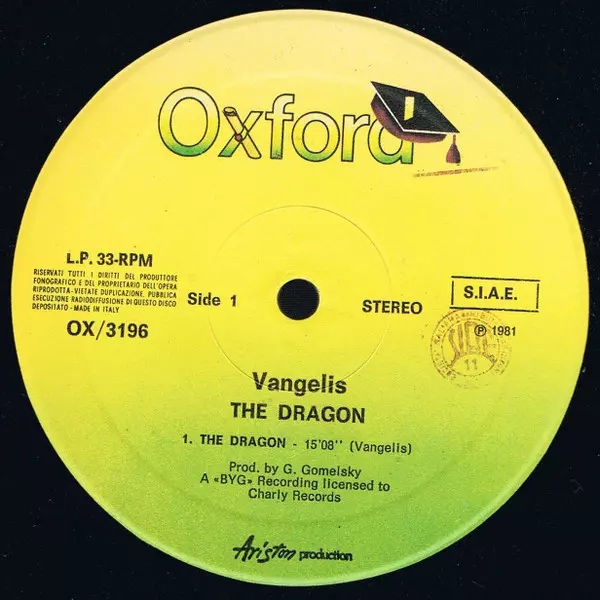 Oxford
L.P. 33-RPM
RISERVATI TUTTI I DIRITTI DEL PRODUTTORE
FONOGRAFICO E DEL PROPRIETARIO DELL'OPERA
RIPRODOTTA-VIETATE DUPLICAZIONE, PUBBLICA
ESECUZIONE RADIODIFFUSIONE DI QUESTO DISCO
DEPOSITATO - MADE IN ITALY
OX/3196
Side 1
STEREO
S.I.A.E.
Ⓟ 1981
11
Vangelis
THE DRAGON
1. THE DRAGON - 15'08'' (Vangelis)
Prod. by G. Gomelsky
A «BYG» Recording licensed to
Charly Records
Ariston production